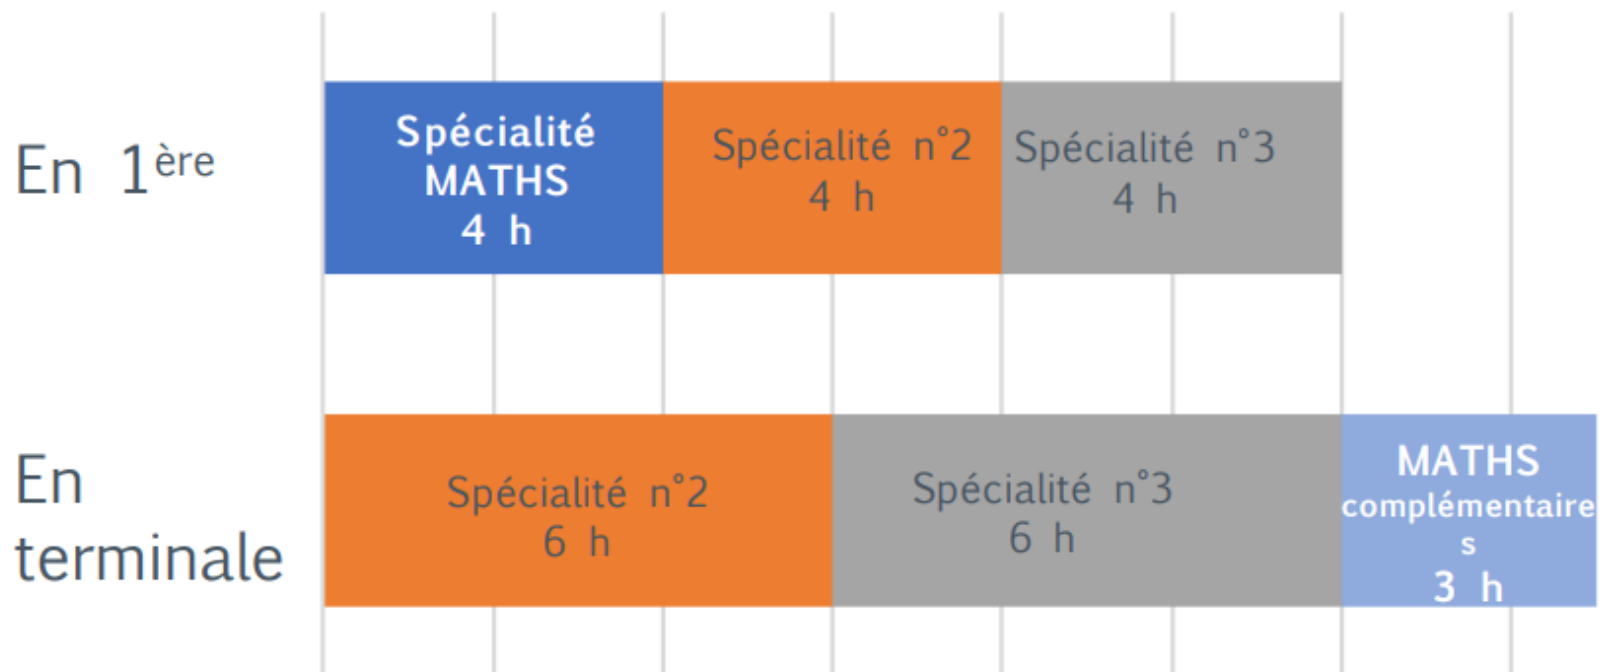 En 1ère
Spécialité
MATHS
4 h
Spécialité n°2
4 h
Spécialité n°3
4 h
En
terminale
Spécialité n°2
6 h
Spécialité n°3
6 h
MATHS
complémentaire
s
3 h